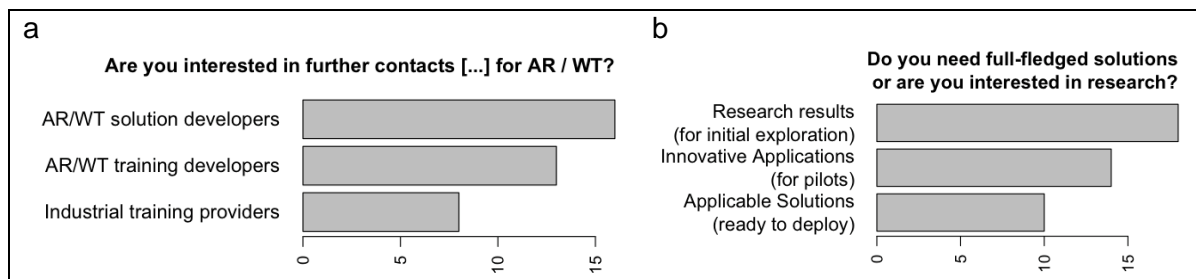 a
Are you interested in further contacts [...] for AR / WT?
AR/WT solution developers
AR/WT training developers
Industrial training providers
0
5
10
15
b
Do you need full-fledged solutions
or are you interested in research?
Research results
(for initial exploration)
Innovative Applications
(for pilots)
Applicable Solutions
(ready to deploy)
0
5
10
15